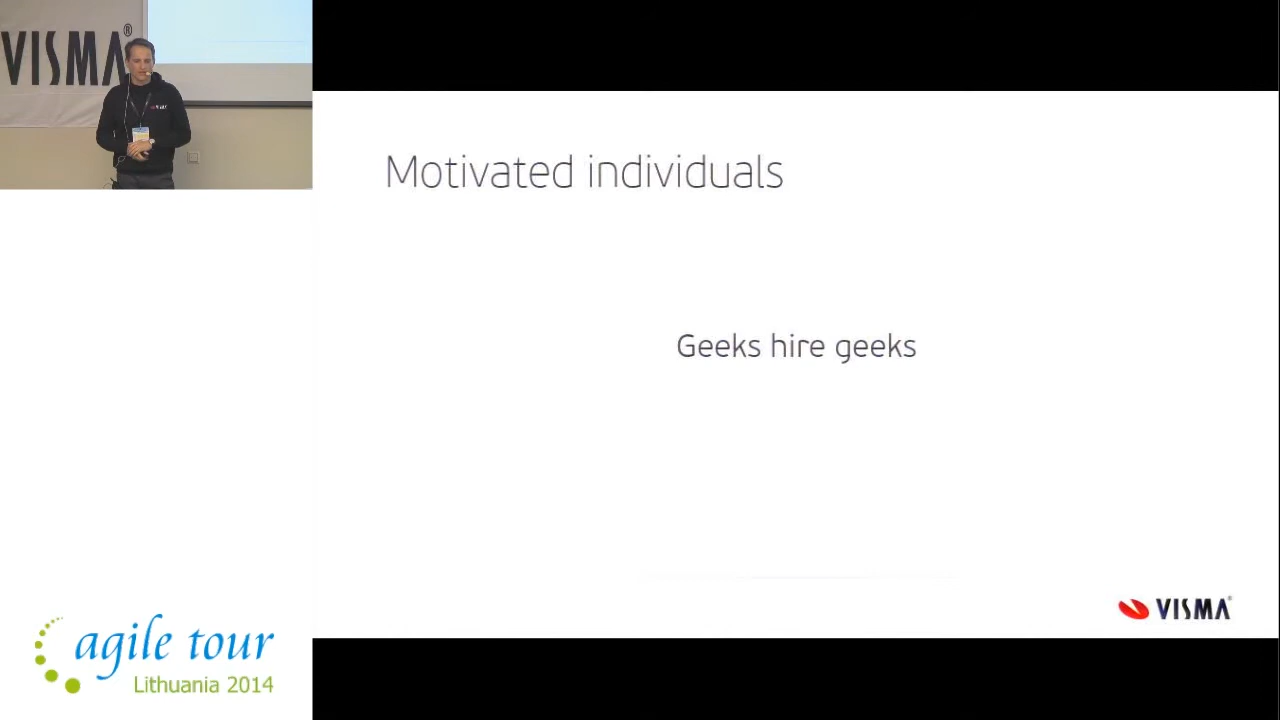 VISMA®
Motivated individuals
Geeks hire geeks
VISMA®
agile tour
Lithuania 2014